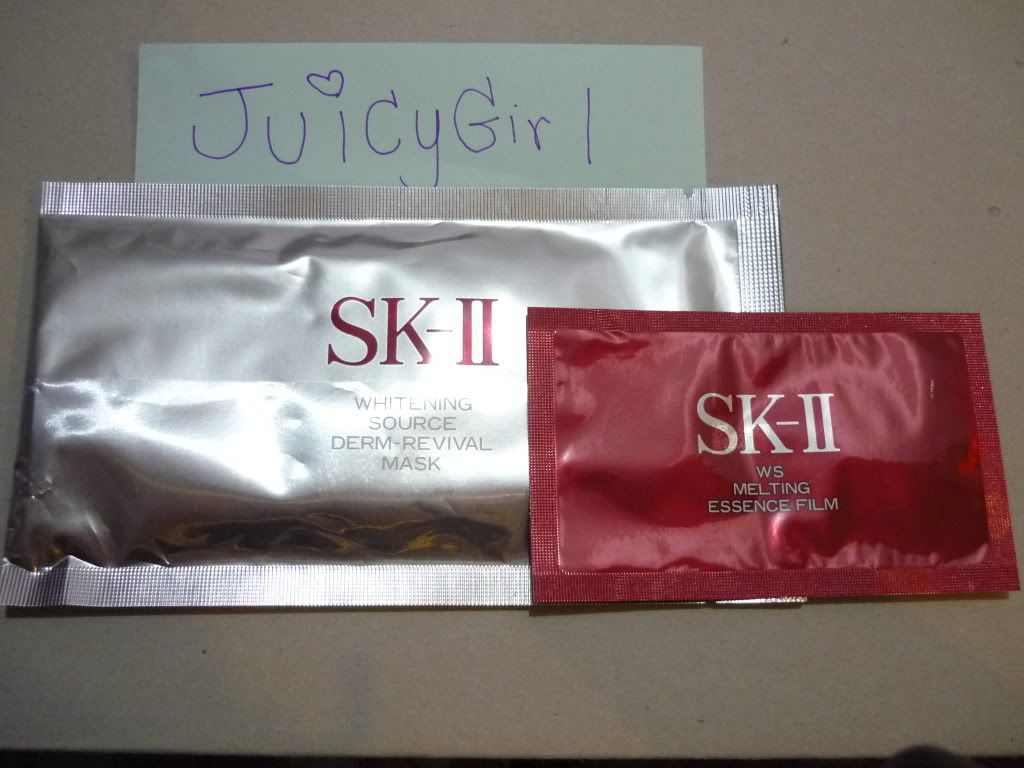 JuicyGirl
SK-II
WHITENING
SOURCE
DERM-REVIVAL
MASK
SK-II
WS
MELTING
ESSENCE FILM